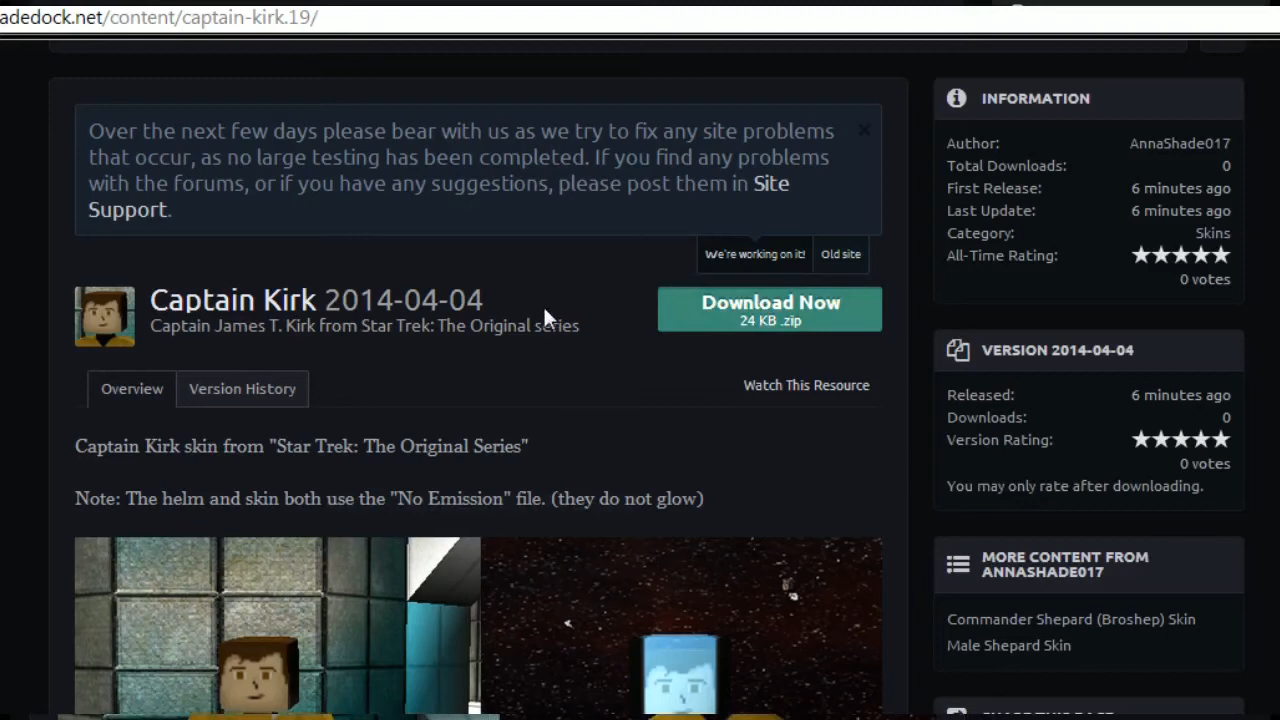 adedock.net/content/captain-kirk.19/
Over the next few days please bear with us as we try to fix any site problems
that occur, as no large testing has been completed. If you find any problems
with the forums, or if you have any suggestions, please post them in Site
Support.
We're working on it!
Old site
Captain Kirk 2014-04-04
Captain James T. Kirk from Star Trek: The Original series
Download Now
24 KB .zip
Overview
Version History
Watch This Resource
Captain Kirk skin from "Star Trek: The Original Series"
Note: The helm and skin both use the "No Emission" file. (they do not glow)
INFORMATION
Author: AnnaShade017
Total Downloads: 0
First Release: 6 minutes ago
Last Update: 6 minutes ago
Category: Skins
All-Time Rating:
0 votes
VERSION 2014-04-04
Released: 6 minutes ago
Downloads: 0
Version Rating:
0 votes
You may only rate after downloading.
MORE CONTENT FROM
ANNASHADE017
Commander Shepard (Broshep) Skin
Male Shepard Skin